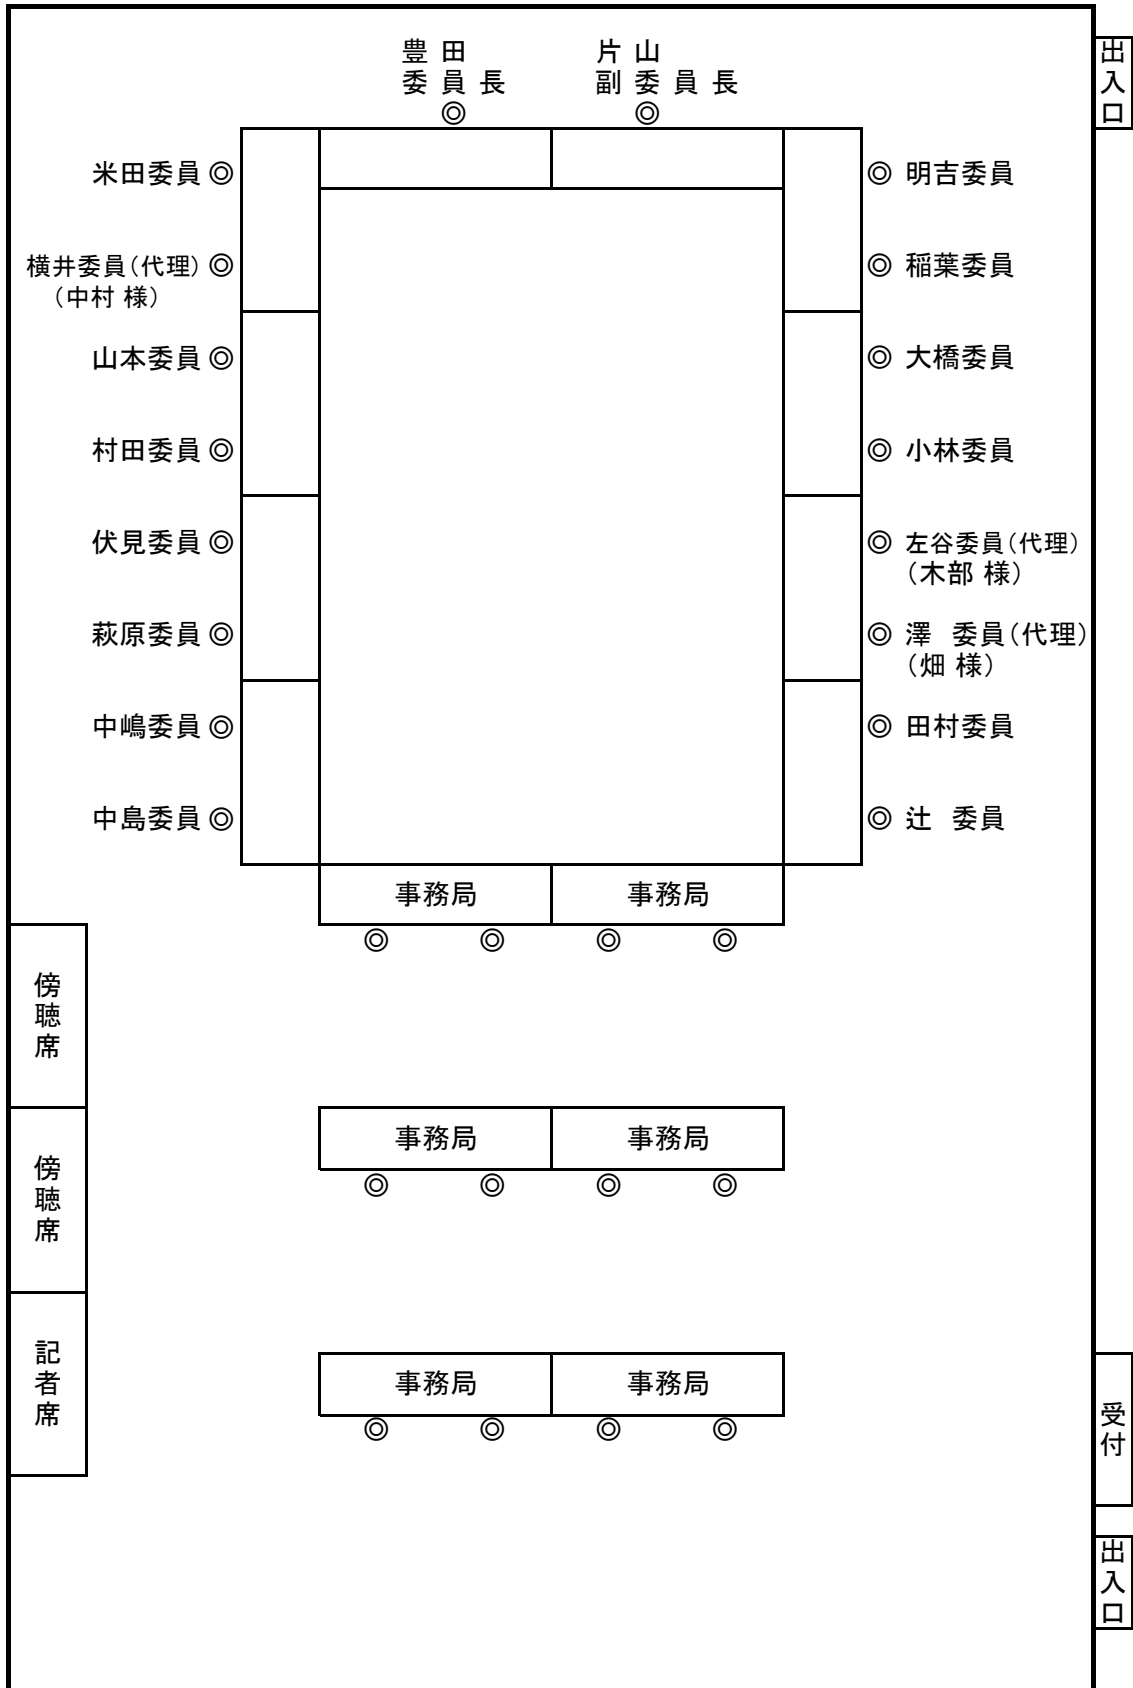 豊田
委員長
◎
片山
副委員長
◎
出入口
米田委員 ◎
◎ 明吉委員
横井委員（代理） ◎
（中村 様）
◎ 稲葉委員
山本委員 ◎
◎ 大橋委員
村田委員 ◎
◎ 小林委員
伏見委員 ◎
◎ 左谷委員（代理）
（木部 様）
萩原委員 ◎
◎ 澤 委員（代理）
（畑 様）
中嶋委員 ◎
◎ 田村委員
中島委員 ◎
◎ 辻 委員
事務局 事務局
◎ ◎ ◎ ◎
傍聴席
事務局 事務局
◎ ◎ ◎ ◎
傍聴席
事務局 事務局
◎ ◎ ◎ ◎
記者席
受付
出入口